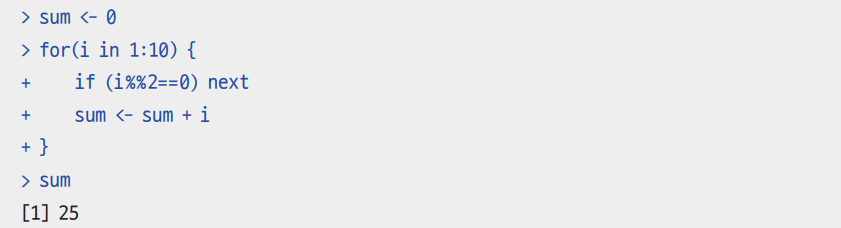 > sum <- 0
> for(i in 1:10) {
+    if (i%%2==0) next
+    sum <- sum + i
+ }
> sum
[1] 25